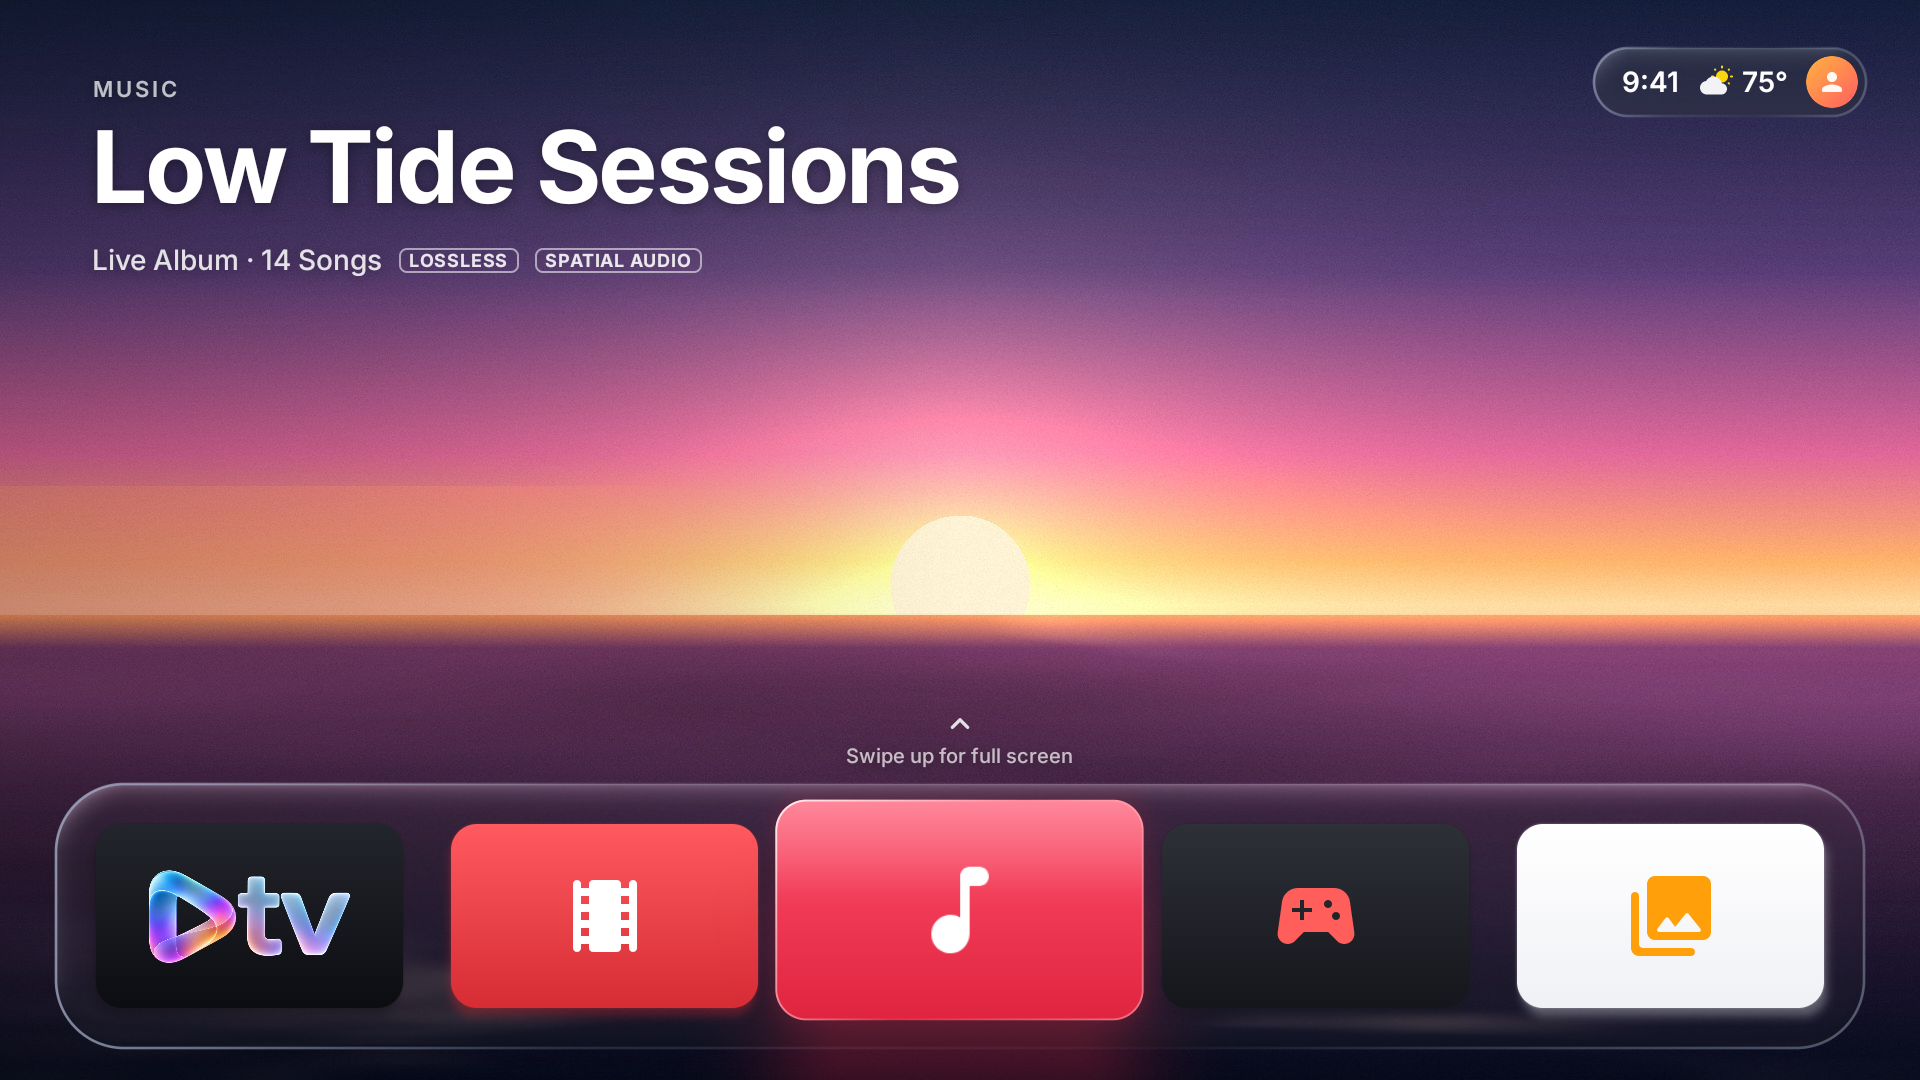 MUSIC
9:41 75°
Low Tide Sessions
Live Album · 14 Songs LOSSLESS SPATIAL AUDIO
Swipe up for full screen
tv